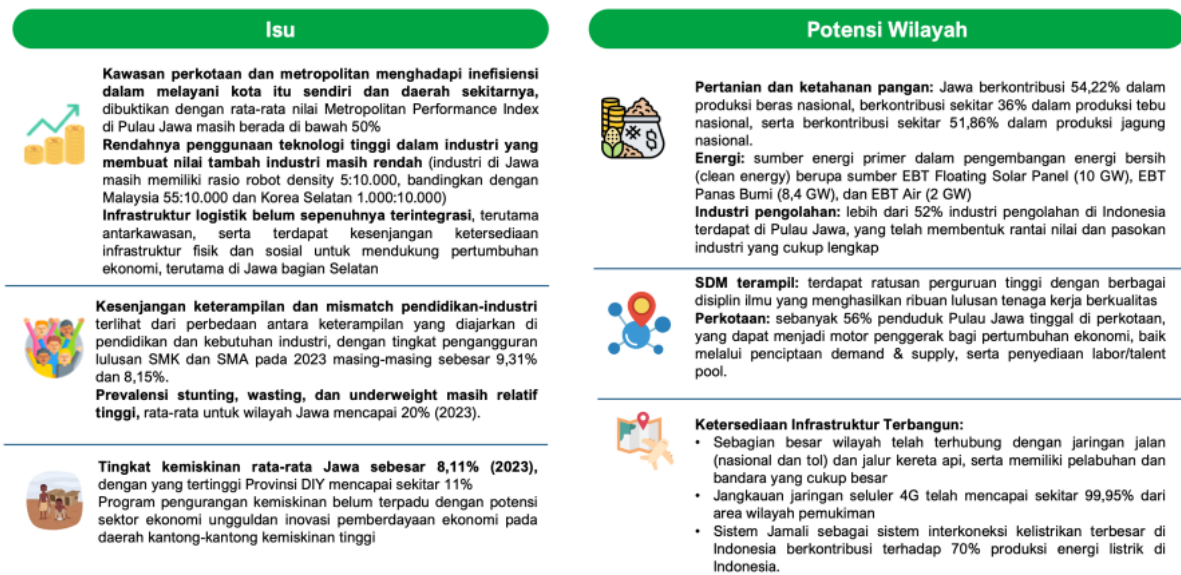 Isu
Kawasan perkotaan dan metropolitan menghadapi inefisiensi
dalam melayani kota itu sendiri dan daerah sekitarnya,
dibuktikan dengan rata-rata nilai Metropolitan Performance Index
di Pulau Jawa masih berada di bawah 50%
Rendahnya penggunaan teknologi tinggi dalam industri yang
membuat nilai tambah industri masih rendah (industri di Jawa
masih memiliki rasio robot density 5:10.000, bandingkan dengan
Malaysia 55:10.000 dan Korea Selatan 1.000:10.000)
Infrastruktur logistik belum sepenuhnya terintegrasi, terutama
antarkawasan, serta terdapat kesenjangan ketersediaan
infrastruktur fisik dan sosial untuk mendukung pertumbuhan
ekonomi, terutama di Jawa bagian Selatan
Kesenjangan keterampilan dan mismatch pendidikan-industri
terlihat dari perbedaan antara keterampilan yang diajarkan di
pendidikan dan kebutuhan industri, dengan tingkat pengangguran
lulusan SMK dan SMA pada 2023 masing-masing sebesar 9,31%
dan 8,15%.
Prevalensi stunting, wasting, dan underweight masih relatif
tinggi, rata-rata untuk wilayah Jawa mencapai 20% (2023).
Tingkat kemiskinan rata-rata Jawa sebesar 8,11% (2023),
dengan yang tertinggi Provinsi DIY mencapai sekitar 11%
Program pengurangan kemiskinan belum terpadu dengan potensi
sektor ekonomi ungguldan inovasi pemberdayaan ekonomi pada
daerah kantong-kantong kemiskinan tinggi
Potensi Wilayah
Pertanian dan ketahanan pangan: Jawa berkontribusi 54,22% dalam
produksi beras nasional, berkontribusi sekitar 36% dalam produksi tebu
nasional, serta berkontribusi sekitar 51,86% dalam produksi jagung
nasional.
Energi: sumber energi primer dalam pengembangan energi bersih
(clean energy) berupa sumber EBT Floating Solar Panel (10 GW), EBT
Panas Bumi (8,4 GW), dan EBT Air (2 GW)
Industri pengolahan: lebih dari 52% industri pengolahan di Indonesia
terdapat di Pulau Jawa, yang telah membentuk rantai nilai dan pasokan
industri yang cukup lengkap
SDM terampil: terdapat ratusan perguruan tinggi dengan berbagai
disiplin ilmu yang menghasilkan ribuan lulusan tenaga kerja berkualitas
Perkotaan: sebanyak 56% penduduk Pulau Jawa tinggal di perkotaan,
yang dapat menjadi motor penggerak bagi pertumbuhan ekonomi, baik
melalui penciptaan demand & supply, serta penyediaan labor/talent
pool.
Ketersediaan Infrastruktur Terbangun:
• Sebagian besar wilayah telah terhubung dengan jaringan jalan
(nasional dan tol) dan jalur kereta api, serta memiliki pelabuhan dan
bandara yang cukup besar
• Jangkauan jaringan seluler 4G telah mencapai sekitar 99,95% dari
area wilayah pemukiman
• Sistem Jamali sebagai sistem interkoneksi kelistrikan terbesar di
Indonesia berkontribusi terhadap 70% produksi energi listrik di
Indonesia.